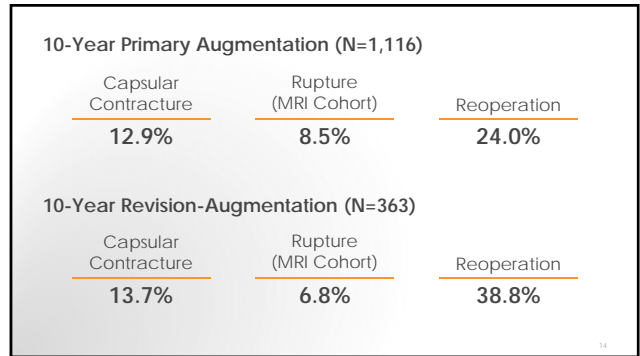 10-Year Primary Augmentation (N=1,116)
Capsular
Contracture
Rupture
(MRI Cohort)
Reoperation
12.9%
8.5%
24.0%
10-Year Revision-Augmentation (N=363)
Capsular
Contracture
Rupture
(MRI Cohort)
Reoperation
13.7%
6.8%
38.8%
14